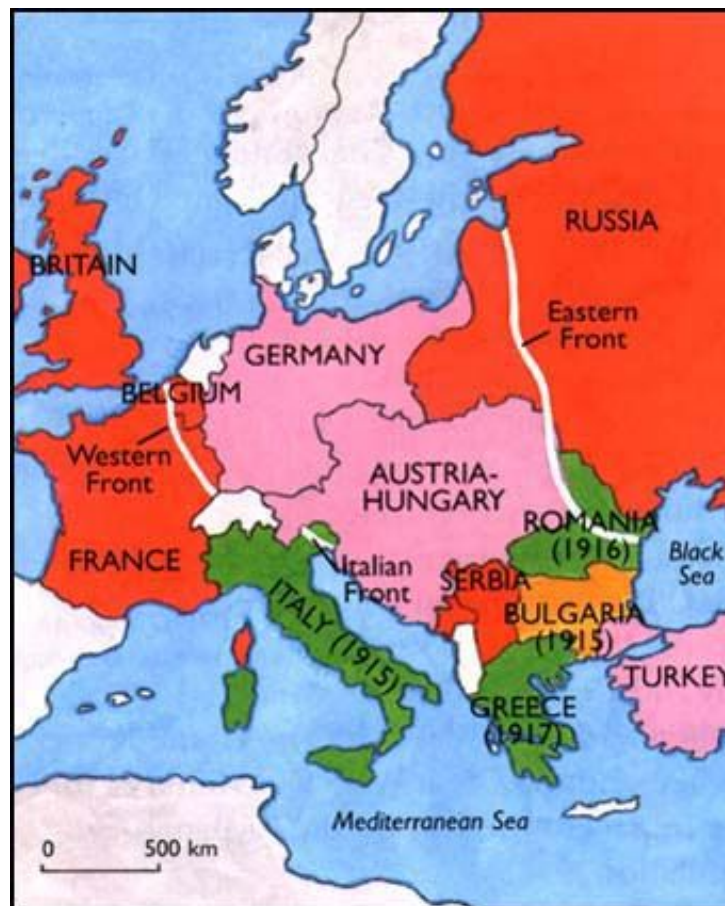 RUSSIA
BRITAIN
Eastern
Front
GERMANY
BELGIUM
Western
Front
AUSTRIA-
HUNGARY
ROMANIA
(1916)
Black
Sea
FRANCE
Italian
Front
SERBIA
ITALY (1915)
BULGARIA
(1915)
TURKEY
GREECE
(1917)
Mediterranean Sea
0 500 km